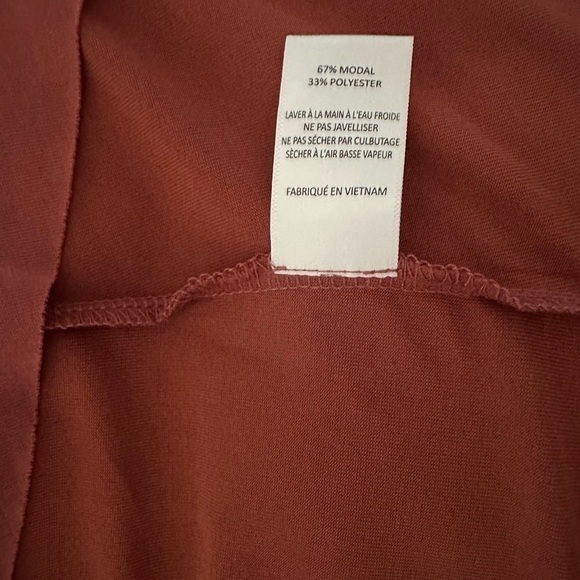 67% MODAL
33% POLYESTER
LAVER À LA MAIN À L'EAU FROIDE
NE PAS JAVELLISER
NE PAS SÉCHER PAR CULBUTAGE
SÈCHER À L'AIR BASSE VAPEUR
FABRIQUÉ EN VIETNAM